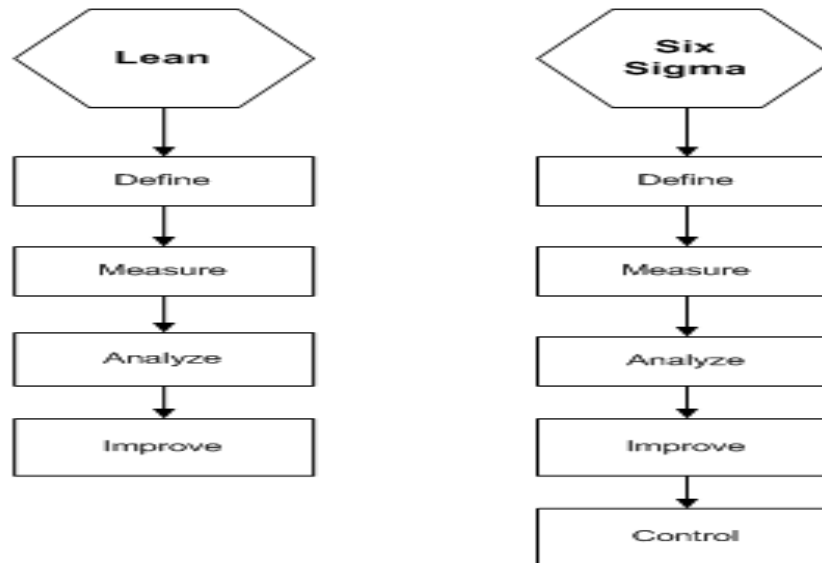 Lean
Define
Measure
Analyze
Improve
Six
Sigma
Define
Measure
Analyze
Improve
Control